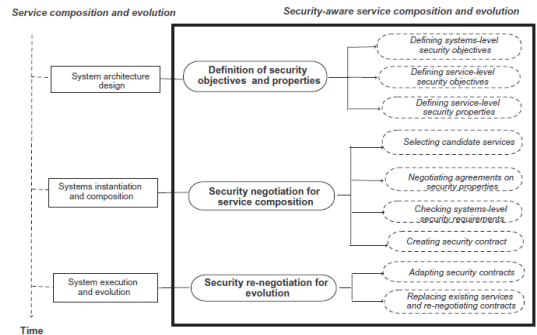 Service composition and evolution
Security-aware service composition and evolution
System architecture
design
Definition of security
objectives and properties
Defining systems-level
security objectives
Defining service-level
security objectives
Defining service-level
security properties
Systems instantiation
and composition
Security negotiation for
service composition
Selecting candidate services
Negotiating agreements on
security properties
Checking systems-level
security requirements
Creating security contract
System execution
and evolution
Security re-negotiation for
evolution
Adapting security contracts
Replacing existing services
and re-negotiating contracts
Time